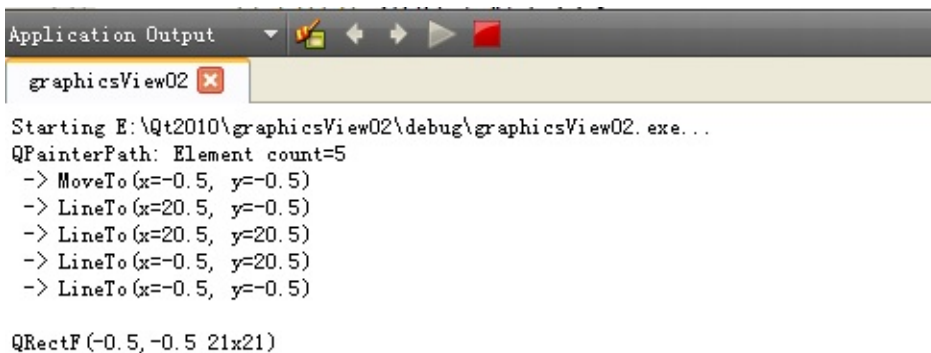 Application Output
graphicsView02
Starting E:\Qt2010\graphicsView02\debug\graphicsView02.exe...
QPainterPath: Element count=5
 -> MoveTo(x=-0.5, y=-0.5)
 -> LineTo(x=20.5, y=-0.5)
 -> LineTo(x=20.5, y=20.5)
 -> LineTo(x=-0.5, y=20.5)
 -> LineTo(x=-0.5, y=-0.5)
QRectF(-0.5,-0.5 21x21)